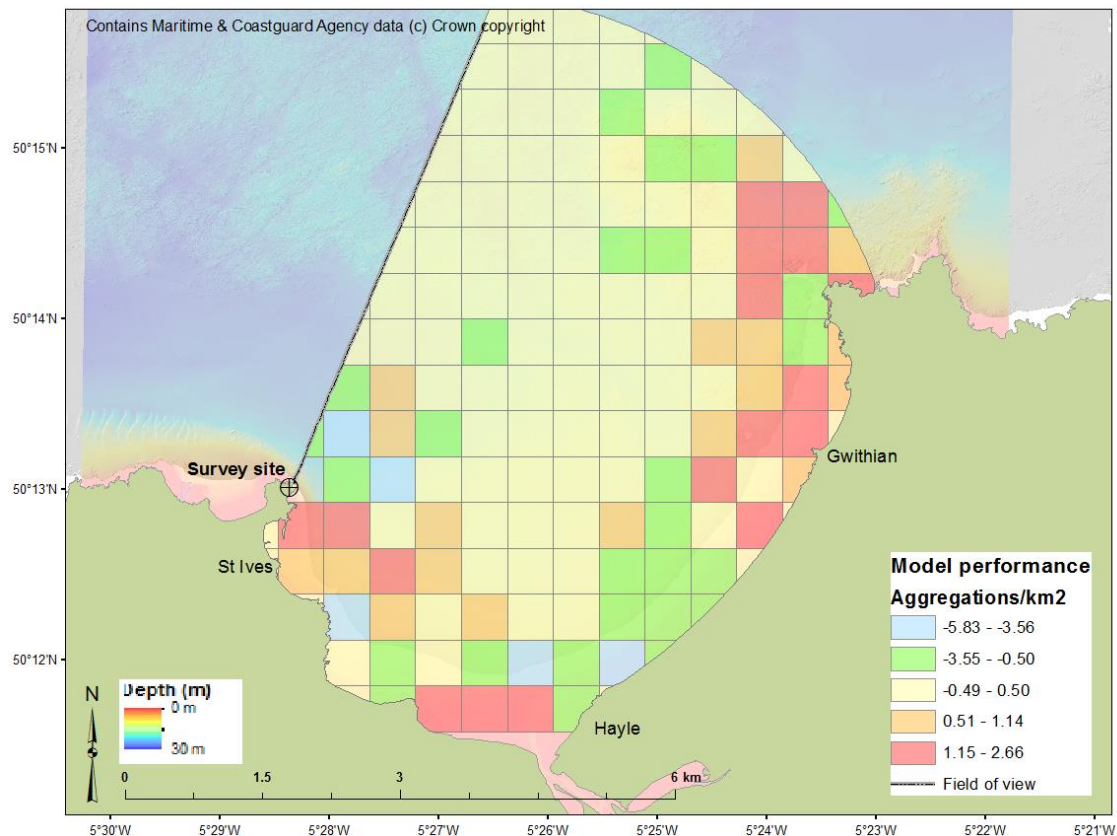 Contains Maritime & Coastguard Agency data (c) Crown copyright
50°15'N
50°14'N
50°13'N
50°12'N
Survey site
Gwithian
St Ives
Hayle
Model performance
Aggregations/km2
-5.83 - -3.56
-3.55 - -0.50
-0.49 - 0.50
0.51 - 1.14
1.15 - 2.66
Field of view
N
Depth (m)
0 m
30 m
0 1.5 3 6 km
5°30'W 5°29'W 5°28'W 5°27'W 5°26'W 5°25'W 5°24'W 5°23'W 5°22'W 5°21'W